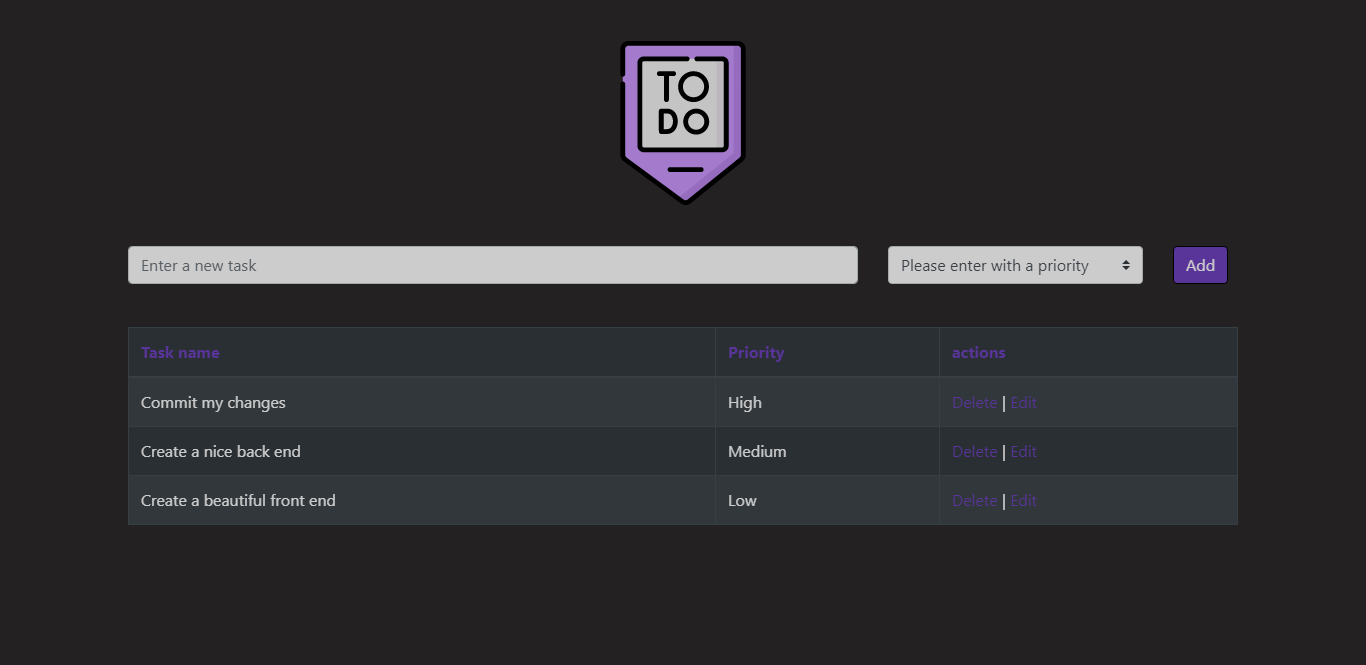 TO
DO
Enter a new task Please enter with a priority Add
Task name Priority actions
Commit my changes High Delete | Edit
Create a nice back end Medium Delete | Edit
Create a beautiful front end Low Delete | Edit